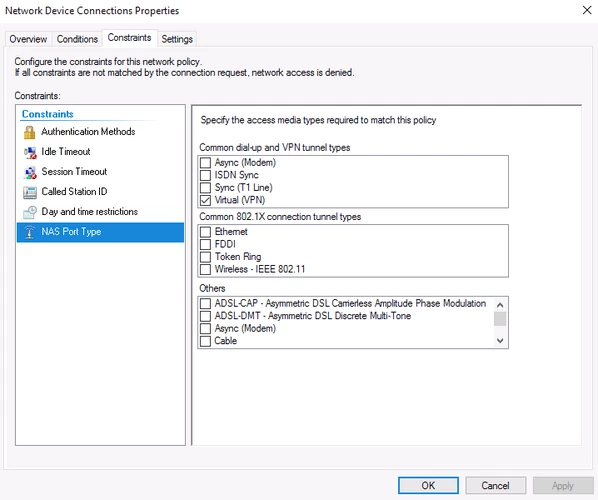 Network Device Connections Properties
Overview
Conditions
Constraints
Settings
Configure the constraints for this network policy.
If all constraints are not matched by the connection request, network access is denied.
Constraints:
Constraints
Authentication Methods
Idle Timeout
Session Timeout
Called Station ID
Day and time restrictions
NAS Port Type
Specify the access media types required to match this policy
Common dial-up and VPN tunnel types
Async (Modem)
ISDN Sync
Sync (T1 Line)
Virtual (VPN)
Common 802.1X connection tunnel types
Ethernet
FDDI
Token Ring
Wireless - IEEE 802.11
Others
ADSL-CAP - Asymmetric DSL Carrierless Amplitude Phase Modulation
ADSL-DMT - Asymmetric DSL Discrete Multi-Tone
Async (Modem)
Cable
OK
Cancel
Apply